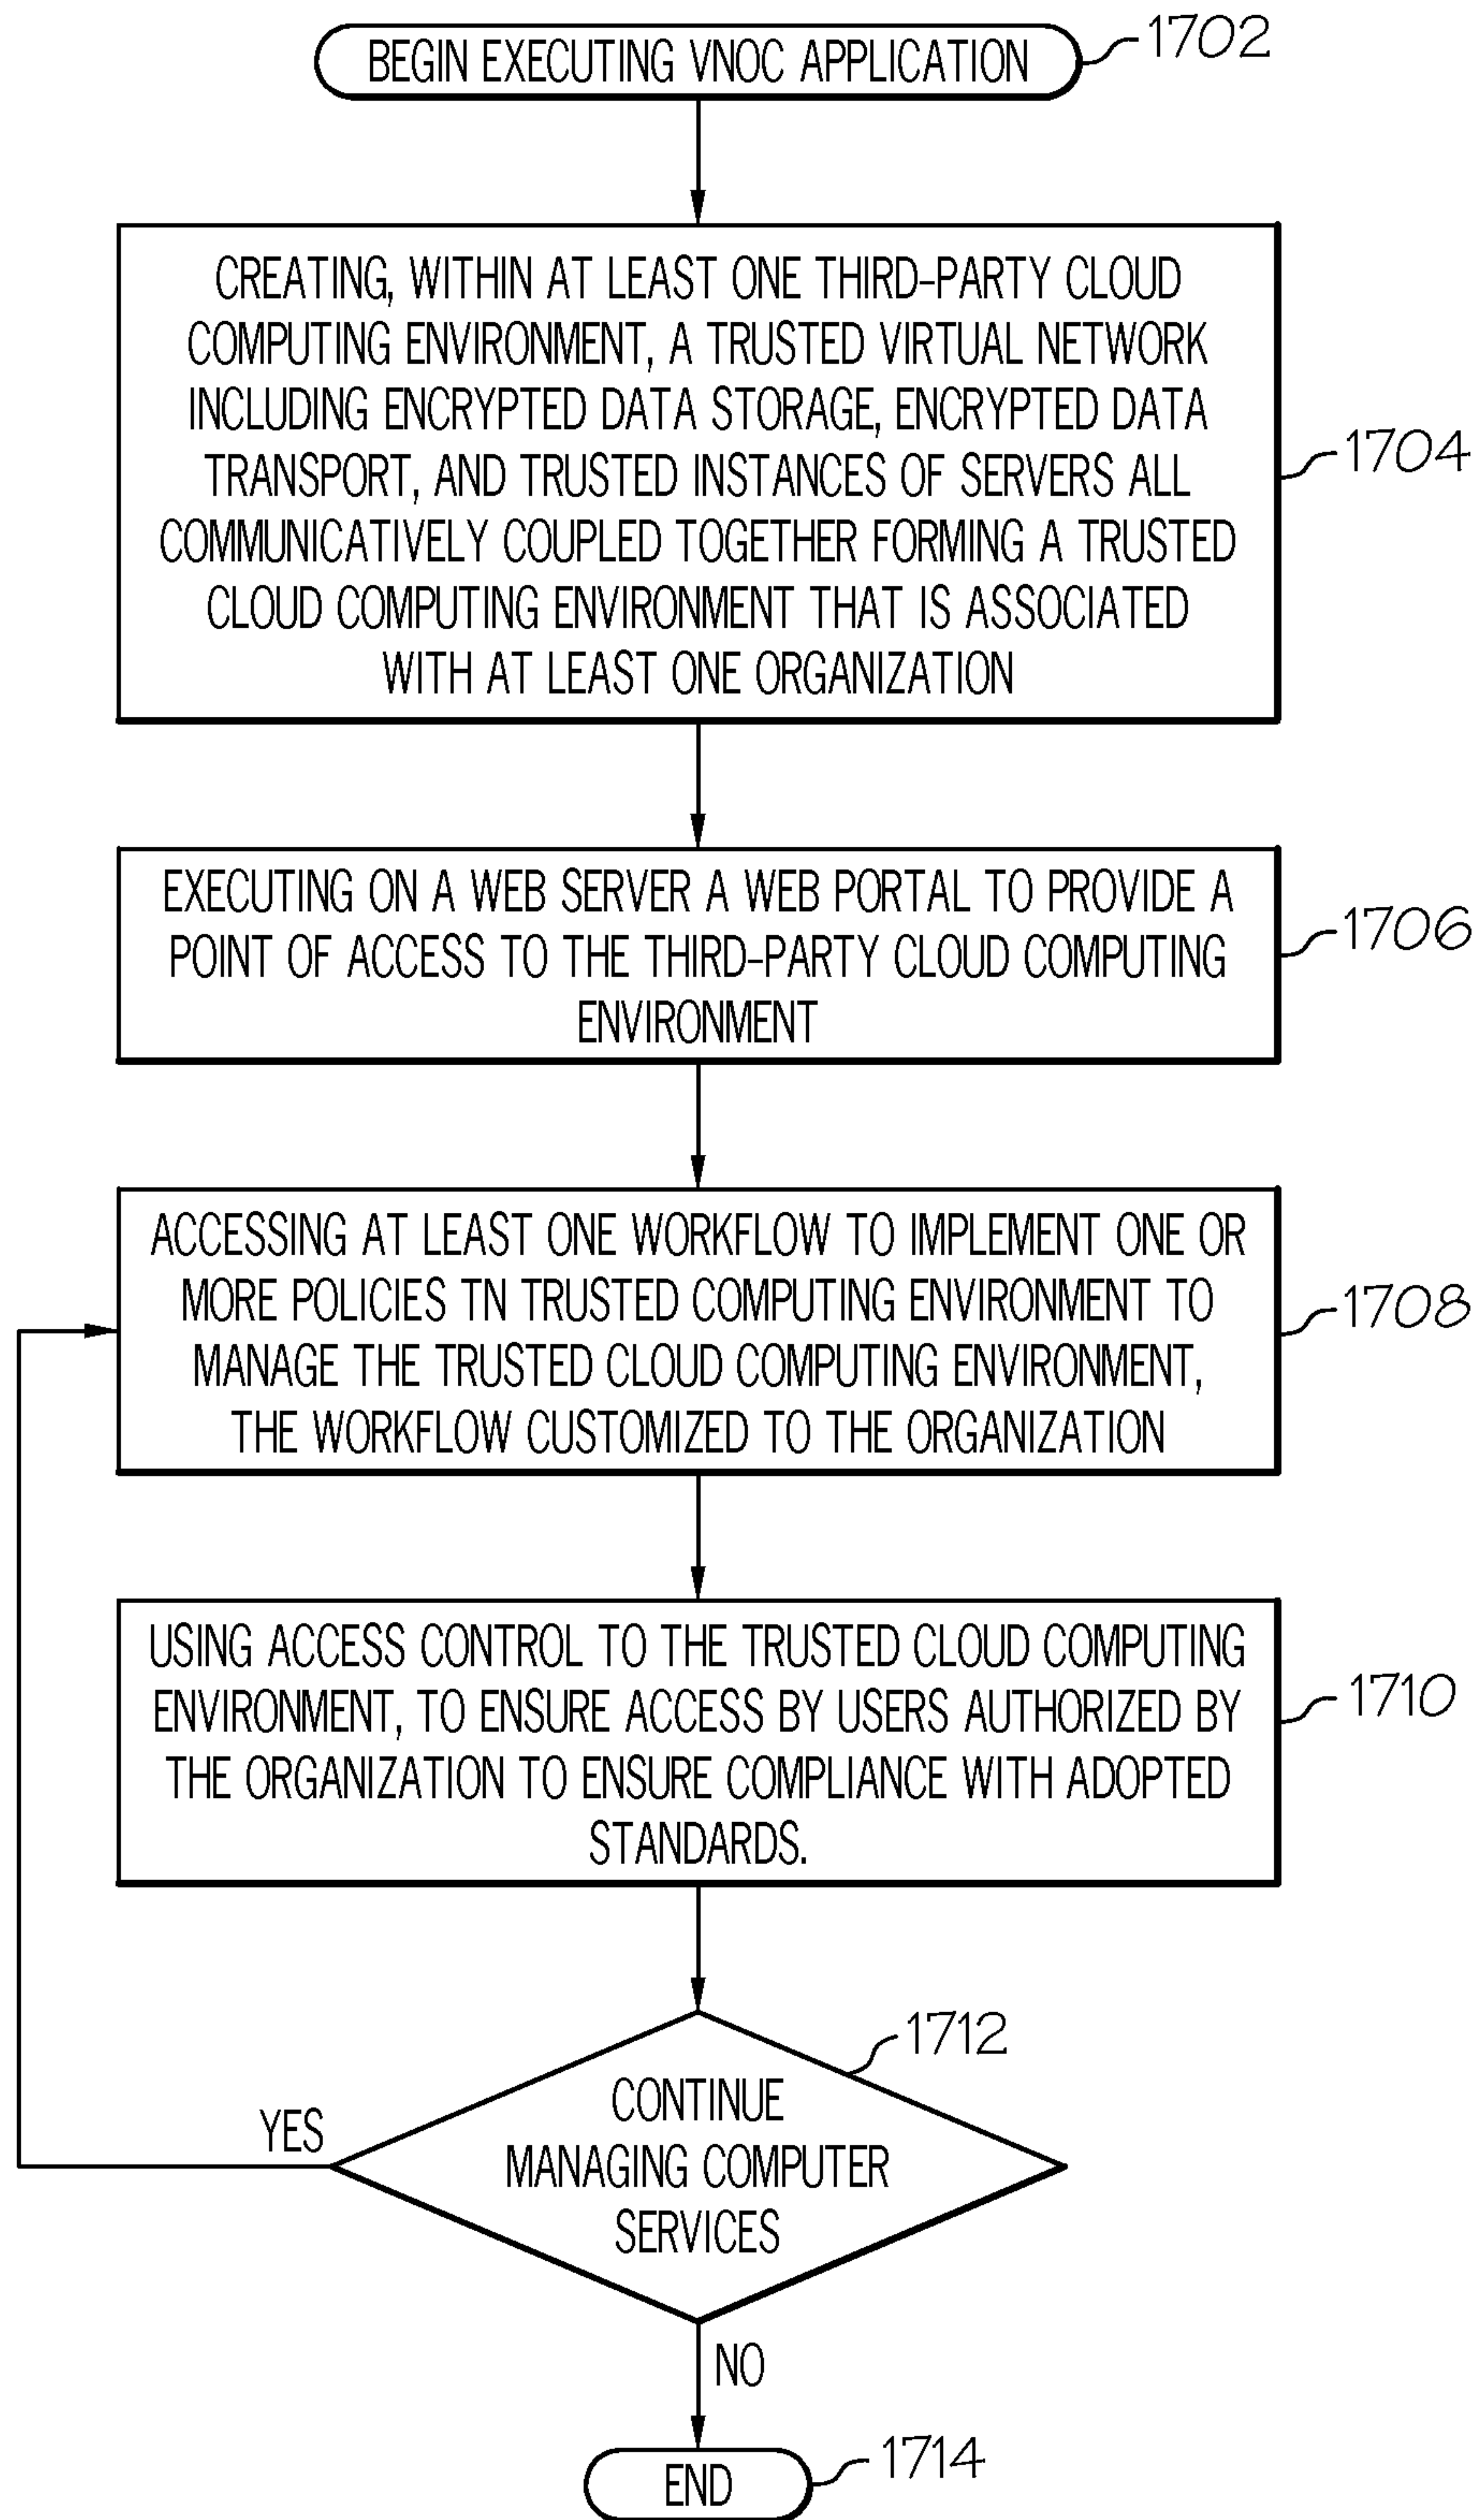 BEGIN EXECUTING VNOC APPLICATION
1702
CREATING, WITHIN AT LEAST ONE THIRD-PARTY CLOUD
COMPUTING ENVIRONMENT, A TRUSTED VIRTUAL NETWORK
INCLUDING ENCRYPTED DATA STORAGE, ENCRYPTED DATA
TRANSPORT, AND TRUSTED INSTANCES OF SERVERS ALL
COMMUNICATIVELY COUPLED TOGETHER FORMING A TRUSTED
CLOUD COMPUTING ENVIRONMENT THAT IS ASSOCIATED
WITH AT LEAST ONE ORGANIZATION
1704
EXECUTING ON A WEB SERVER A WEB PORTAL TO PROVIDE A
POINT OF ACCESS TO THE THIRD-PARTY CLOUD COMPUTING
ENVIRONMENT
1706
ACCESSING AT LEAST ONE WORKFLOW TO IMPLEMENT ONE OR
MORE POLICIES TN TRUSTED COMPUTING ENVIRONMENT TO
MANAGE THE TRUSTED CLOUD COMPUTING ENVIRONMENT,
THE WORKFLOW CUSTOMIZED TO THE ORGANIZATION
1708
USING ACCESS CONTROL TO THE TRUSTED CLOUD COMPUTING
ENVIRONMENT, TO ENSURE ACCESS BY USERS AUTHORIZED BY
THE ORGANIZATION TO ENSURE COMPLIANCE WITH ADOPTED
STANDARDS.
1710
1712
CONTINUE
MANAGING COMPUTER
SERVICES
YES
NO
END
1714